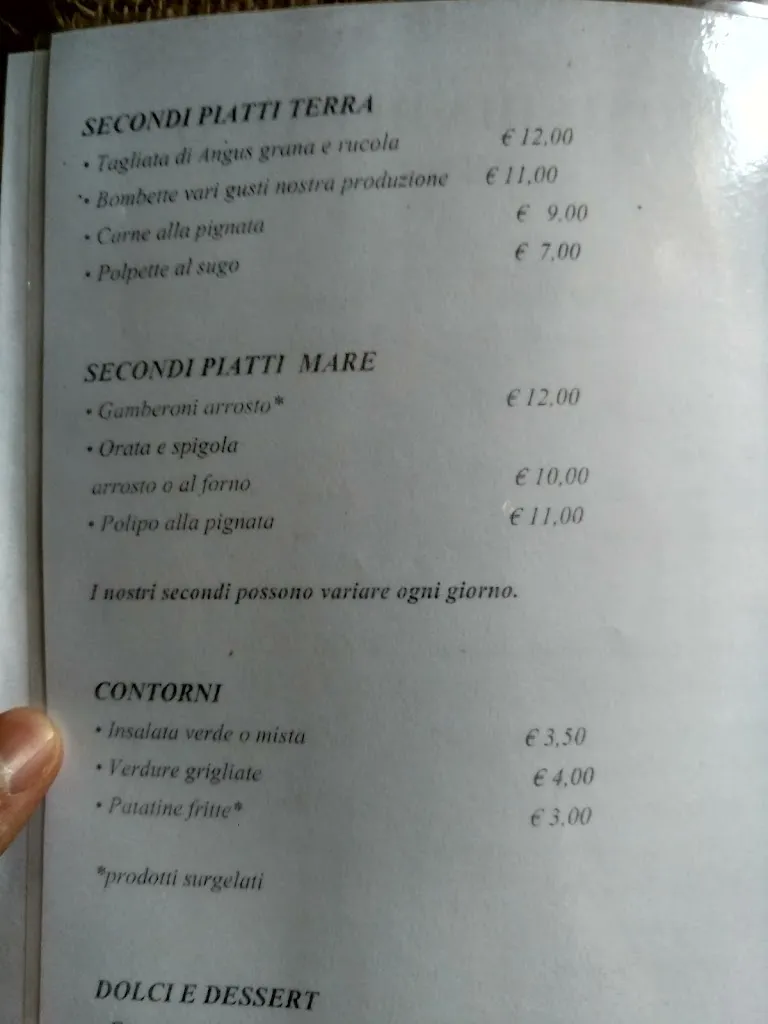 SECONDI PIATTI TERRA
• Tagliata di Angus grana e rucola € 12,00
• Bombette vari gusti nostra produzione € 11,00
• Carne alla pignata € 9,00
• Polpette al sugo € 7,00
SECONDI PIATTI MARE
• Gamberoni arrosto* € 12,00
• Orata e spigola
arrosto o al forno € 10,00
• Polipo alla pignata € 11,00
I nostri secondi possono variare ogni giorno.
CONTORNI
• Insalata verde o mista € 3,50
• Verdure grigliate € 4,00
• Patatine fritte* € 3,00
*prodotti surgelati
DOLCI E DESSERT